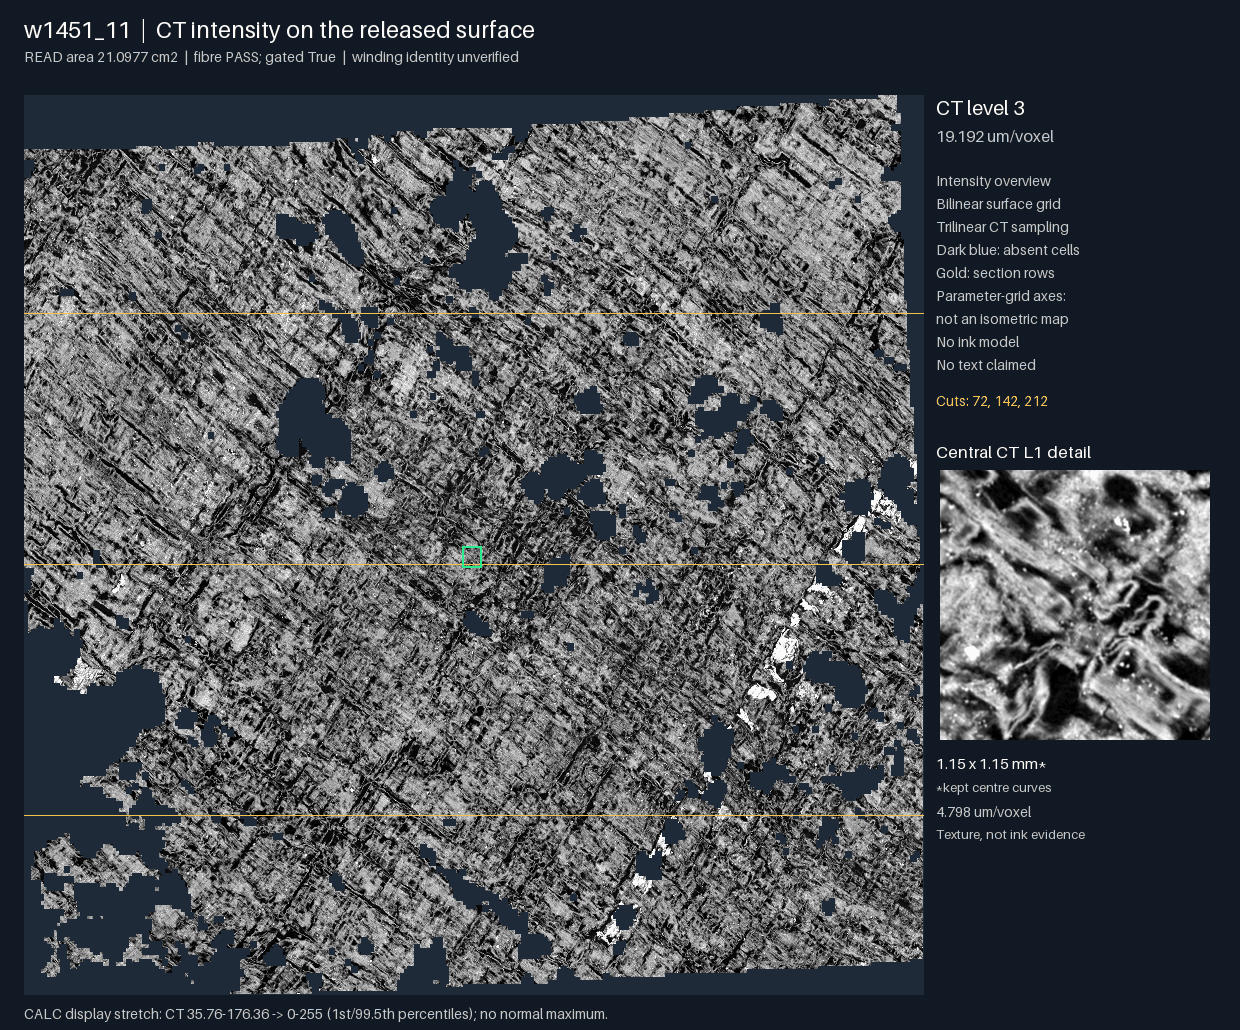 w1451_11 | CT intensity on the released surface
READ area 21.0977 cm2 | fibre PASS; gated True | winding identity unverified
CT level 3
19.192 um/voxel
Intensity overview
Bilinear surface grid
Trilinear CT sampling
Dark blue: absent cells
Gold: section rows
Parameter-grid axes:
not an isometric map
No ink model
No text claimed
Cuts: 72, 142, 212
Central CT L1 detail
1.15 x 1.15 mm*
*kept centre curves
4.798 um/voxel
Texture, not ink evidence
CALC display stretch: CT 35.76-176.36 -> 0-255 (1st/99.5th percentiles); no normal maximum.